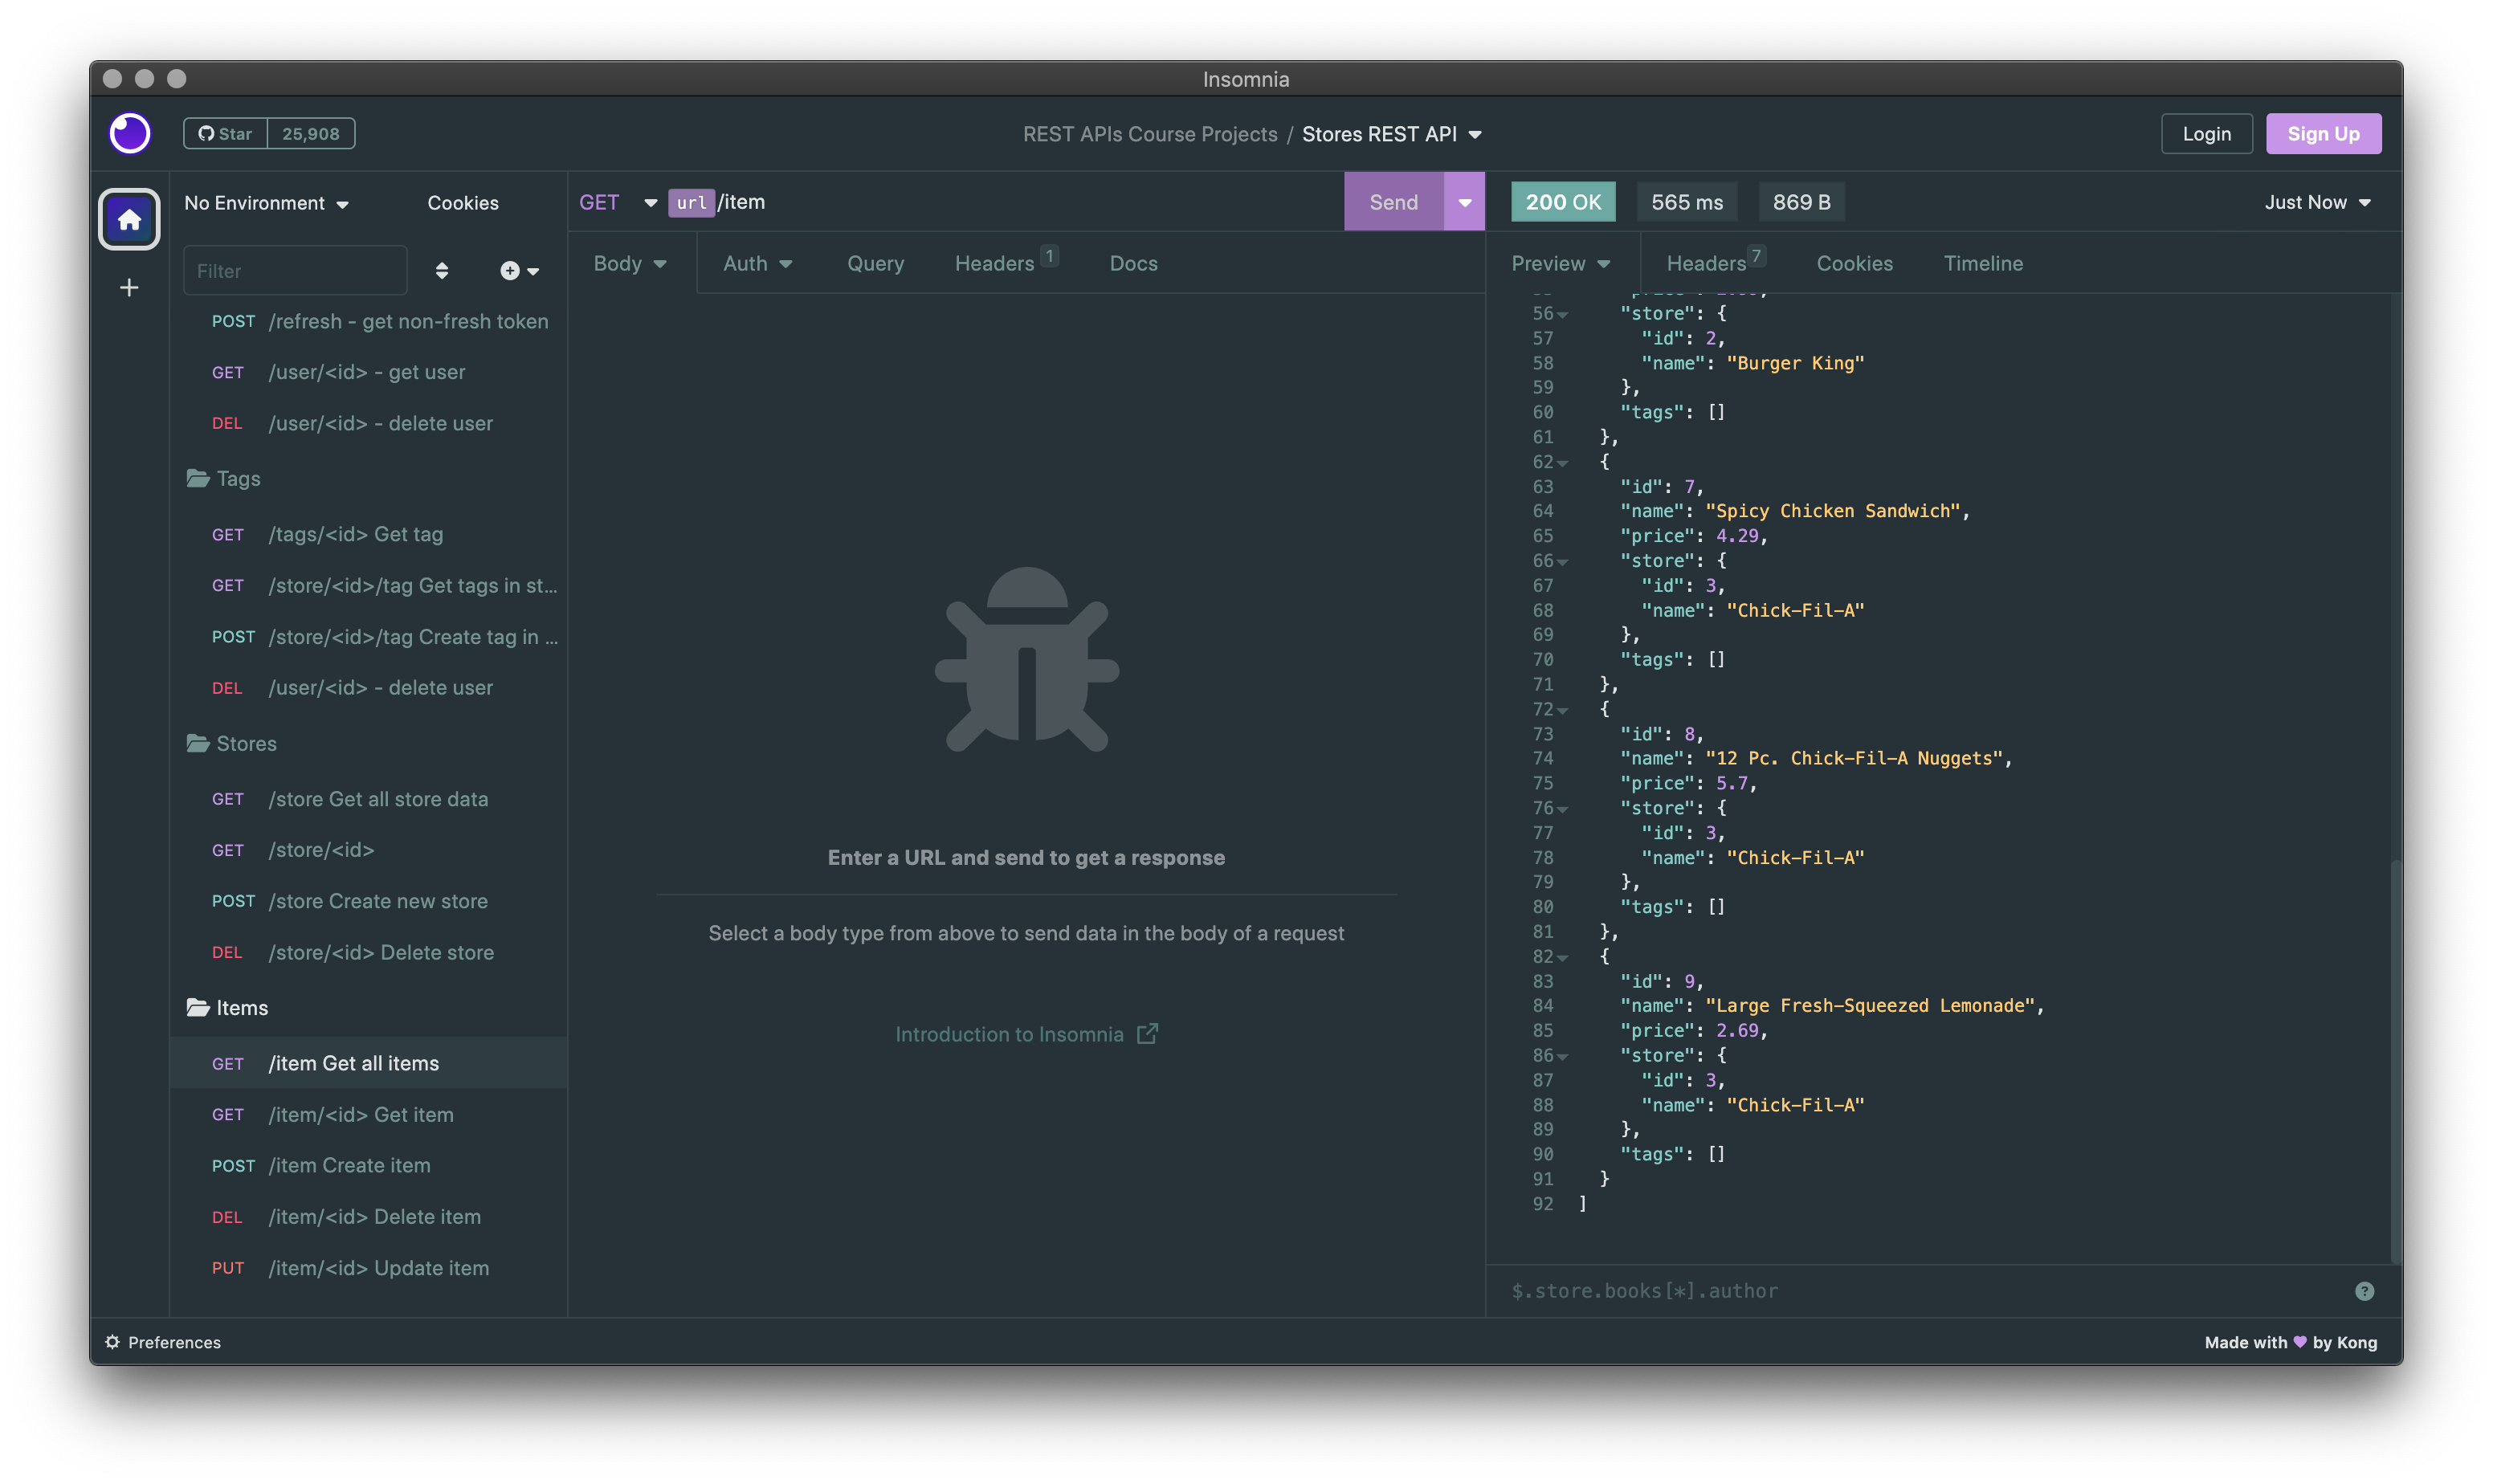 Insomnia
Star 25,908
REST APIs Course Projects / Stores REST API
Login
Sign Up
No Environment
Cookies
Filter
POST /refresh - get non-fresh token
GET /user/<id> - get user
DEL /user/<id> - delete user
Tags
GET /tags/<id> Get tag
GET /store/<id>/tag Get tags in st...
POST /store/<id>/tag Create tag in ...
DEL /user/<id> - delete user
Stores
GET /store Get all store data
GET /store/<id>
POST /store Create new store
DEL /store/<id> Delete store
Items
GET /item Get all items
GET /item/<id> Get item
POST /item Create item
DEL /item/<id> Delete item
PUT /item/<id> Update item
GET url/item
Send
Body
Auth
Query
Headers 1
Docs
Enter a URL and send to get a response
Select a body type from above to send data in the body of a request
Introduction to Insomnia
200 OK
565 ms
869 B
Just Now
Preview
Headers 7
Cookies
Timeline
56 "store": {
57 "id": 2,
58 "name": "Burger King"
59 },
60 "tags": []
61 },
62 {
63 "id": 7,
64 "name": "Spicy Chicken Sandwich",
65 "price": 4.29,
66 "store": {
67 "id": 3,
68 "name": "Chick-Fil-A"
69 },
70 "tags": []
71 },
72 {
73 "id": 8,
74 "name": "12 Pc. Chick-Fil-A Nuggets",
75 "price": 5.7,
76 "store": {
77 "id": 3,
78 "name": "Chick-Fil-A"
79 },
80 "tags": []
81 },
82 {
83 "id": 9,
84 "name": "Large Fresh-Squeezed Lemonade",
85 "price": 2.69,
86 "store": {
87 "id": 3,
88 "name": "Chick-Fil-A"
89 },
90 "tags": []
91 }
92 ]
$.store.books[*].author
Preferences
Made with ♥ by Kong